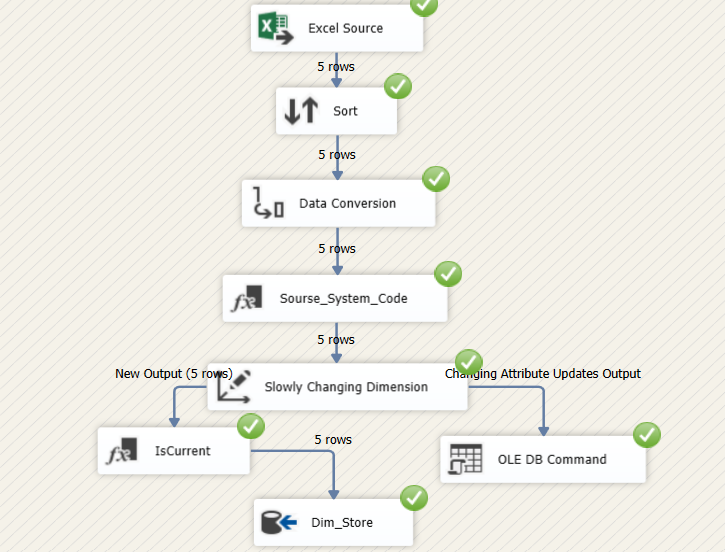 Excel Source
5 rows
Sort
5 rows
Data Conversion
5 rows
Sourse_System_Code
5 rows
New Output (5 rows)
Changing Attribute Updates Output
Slowly Changing Dimension
IsCurrent
5 rows
OLE DB Command
Dim_Store